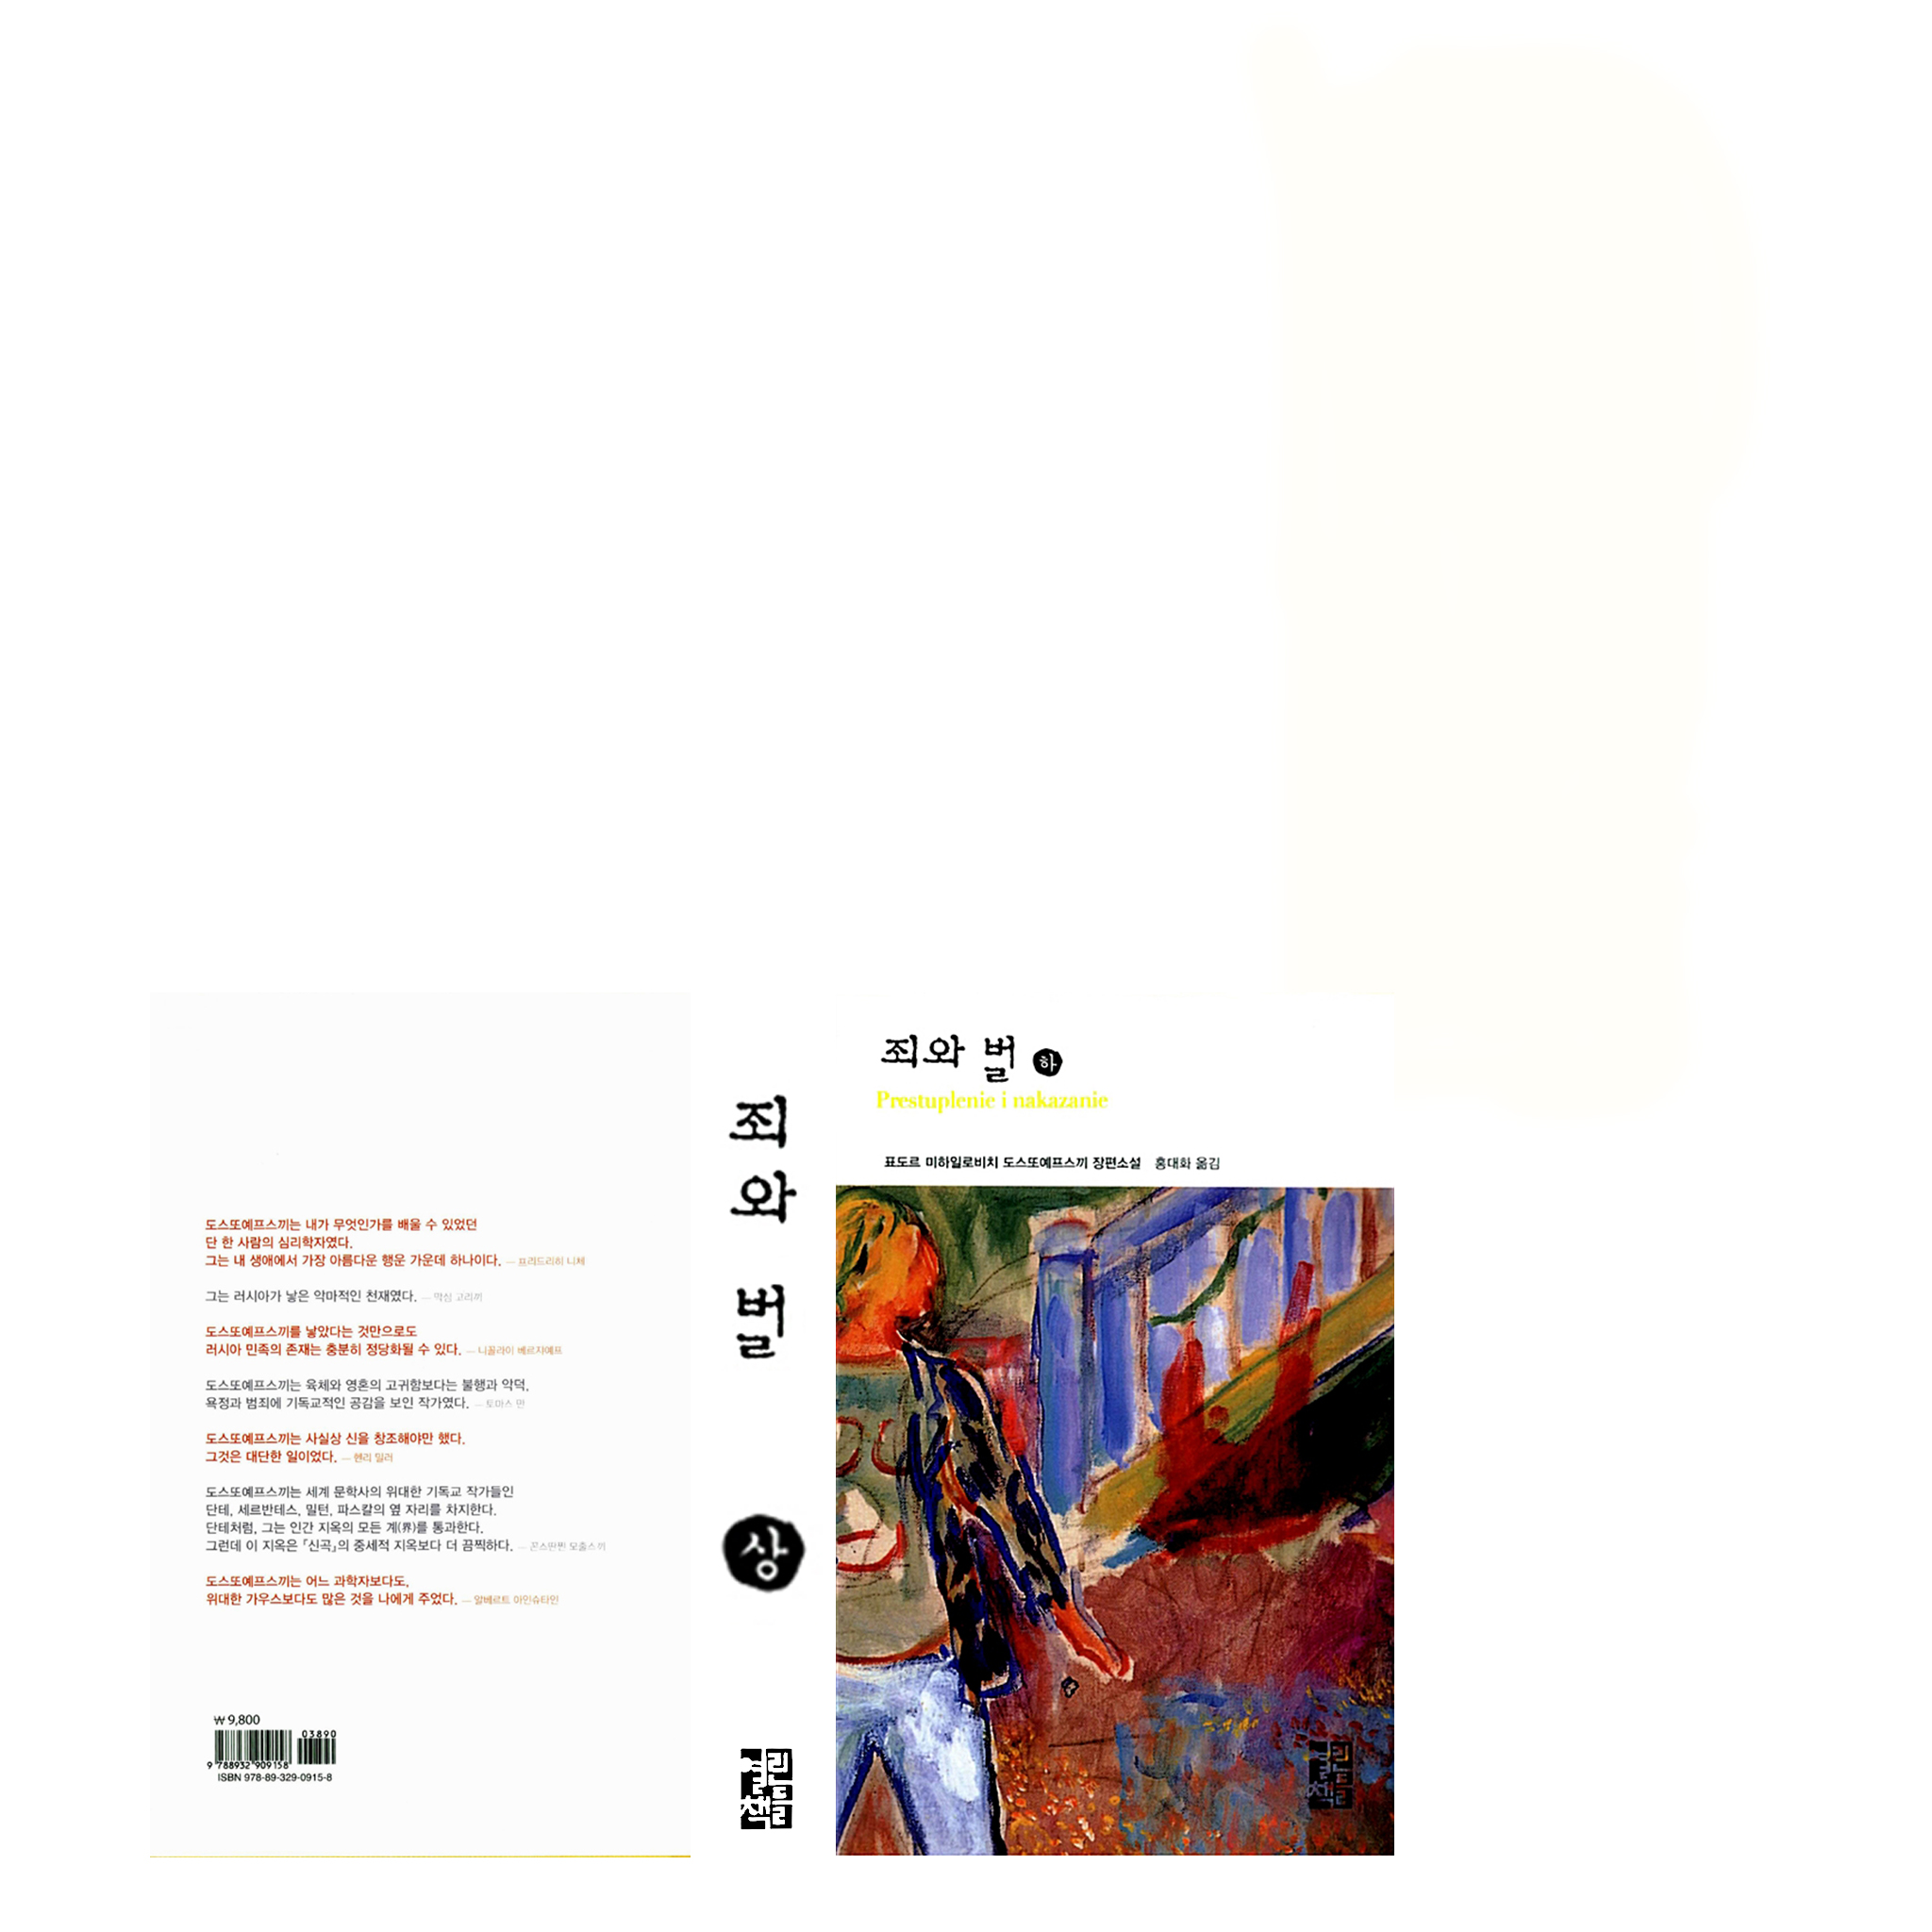 도스또예프스끼는 내가 무엇인가를 배울 수 있었던
단 한 사람의 심리학자였다.
그는 내 생애에서 가장 아름다운 행운 가운데 하나이다. — 프리드리히 니체
그는 러시아가 낳은 악마적인 천재였다. — 막심 고리끼
도스또예프스끼를 낳았다는 것만으로도
러시아 민족의 존재는 충분히 정당화될 수 있다. — 니꼴라이 베르쟈예프
도스또예프스끼는 육체와 영혼의 고귀함보다는 불행과 악덕,
욕정과 범죄에 기독교적인 공감을 보인 작가였다. — 토마스 만
도스또예프스끼는 사실상 신을 창조해야만 했다.
그것은 대단한 일이었다. — 헨리 밀러
도스또예프스끼는 세계 문학사의 위대한 기독교 작가들인
단테, 세르반테스, 밀턴, 파스칼의 옆 자리를 차지한다.
단테처럼, 그는 인간 지옥의 모든 계(界)를 통과한다.
그런데 이 지옥은 『신곡』의 중세적 지옥보다 더 끔찍하다. — 꼰스딴찐 모출스끼
도스또예프스끼는 어느 과학자보다도,
위대한 가우스보다도 많은 것을 나에게 주었다. — 알베르트 아인슈타인
₩ 9,800
03890
9 788932 909158
ISBN 978-89-329-0915-8
죄와 벌
상
열린책들
죄와 벌 하
Prestuplenie i nakazanie
표도르 미하일로비치 도스또예프스끼 장편소설 홍대화 옮김
열린책들